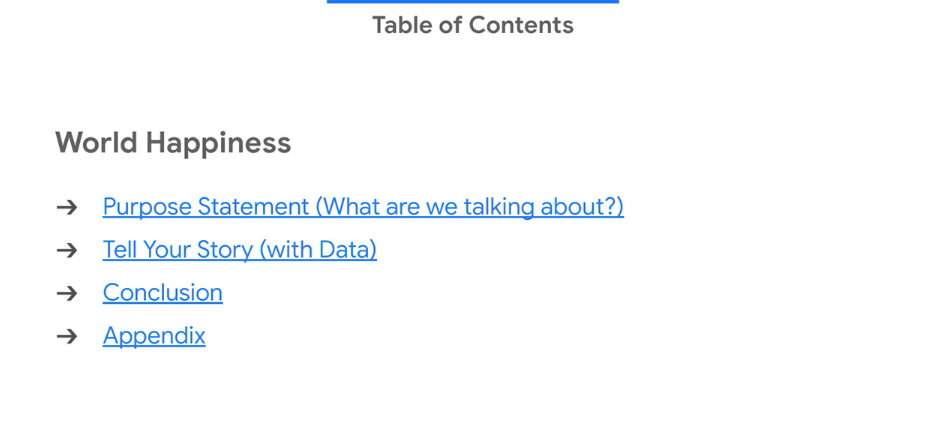 Table of Contents
World Happiness
→ Purpose Statement (What are we talking about?)
→ Tell Your Story (with Data)
→ Conclusion
→ Appendix